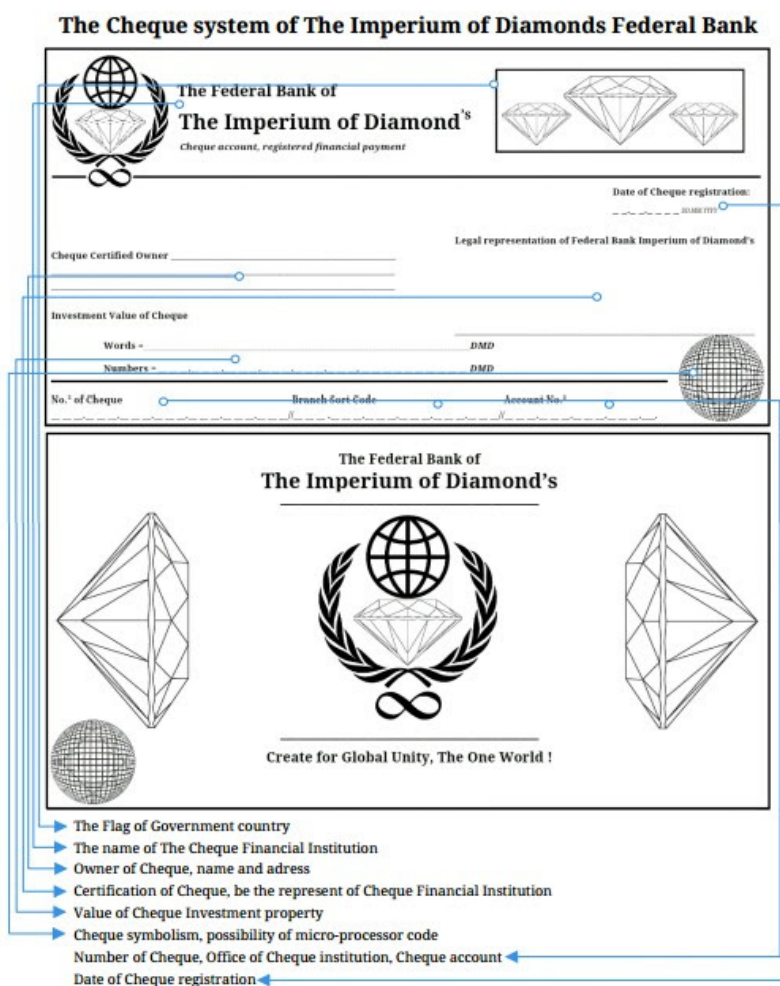 The Cheque system of The Imperium of Diamonds Federal Bank
The Federal Bank of
The Imperium of Diamond's
Cheque account, registered financial payment
Date of Cheque registration:
Legal representation of Federal Bank Imperium of Diamond's
Cheque Certified Owner
Investment Value of Cheque
Words = DMD
Numbers = DMD
No.º of Cheque Branch Sort Code Account No.º
The Federal Bank of
The Imperium of Diamond's
Create for Global Unity, The One World !
The Flag of Government country
The name of The Cheque Financial Institution
Owner of Cheque, name and adress
Certification of Cheque, be the represent of Cheque Financial Institution
Value of Cheque Investment property
Cheque symbolism, possibility of micro-processor code
Number of Cheque, Office of Cheque institution, Cheque account
Date of Cheque registration